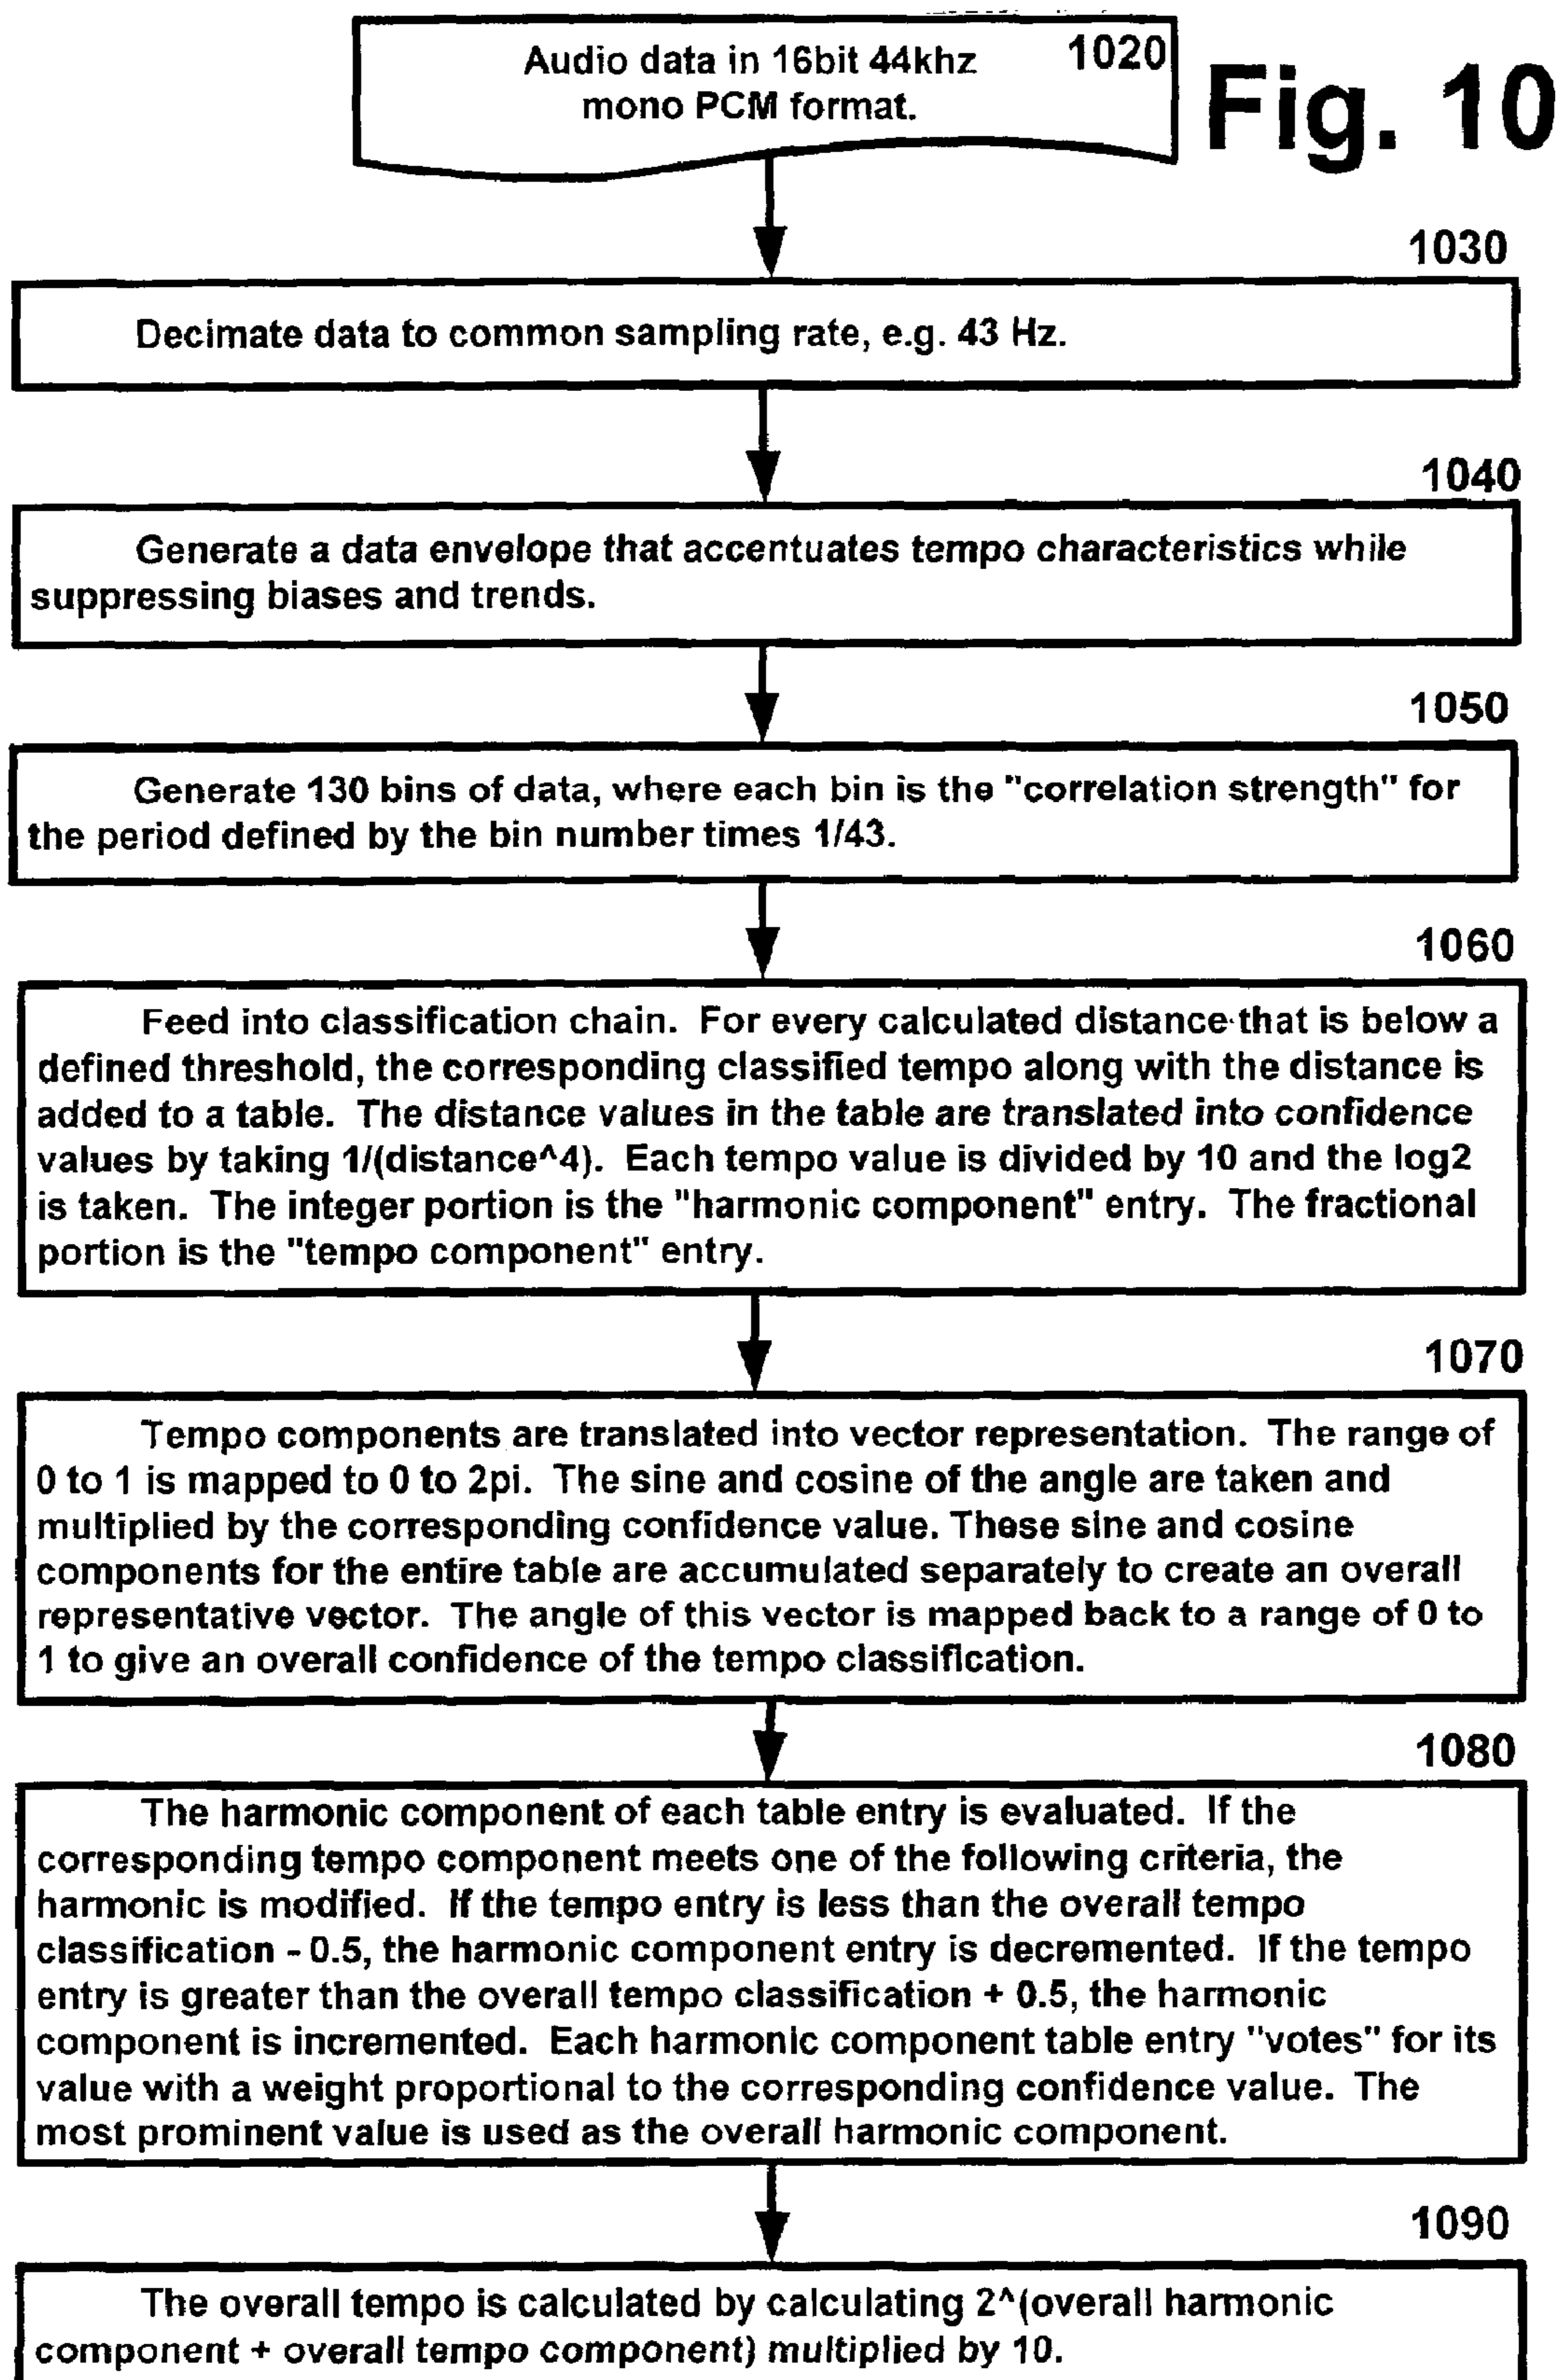 Audio data in 16bit 44khz 1020
mono PCM format.
Fig. 10
1030
Decimate data to common sampling rate, e.g. 43 Hz.
1040
Generate a data envelope that accentuates tempo characteristics while
suppressing biases and trends.
1050
Generate 130 bins of data, where each bin is the "correlation strength" for
the period defined by the bin number times 1/43.
1060
Feed into classification chain. For every calculated distance that is below a
defined threshold, the corresponding classified tempo along with the distance is
added to a table. The distance values in the table are translated into confidence
values by taking 1/(distance^4). Each tempo value is divided by 10 and the log2
is taken. The integer portion is the "harmonic component" entry. The fractional
portion is the "tempo component" entry.
1070
Tempo components are translated into vector representation. The range of
0 to 1 is mapped to 0 to 2pi. The sine and cosine of the angle are taken and
multiplied by the corresponding confidence value. These sine and cosine
components for the entire table are accumulated separately to create an overall
representative vector. The angle of this vector is mapped back to a range of 0 to
1 to give an overall confidence of the tempo classification.
1080
The harmonic component of each table entry is evaluated. If the
corresponding tempo component meets one of the following criteria, the
harmonic is modified. If the tempo entry is less than the overall tempo
classification - 0.5, the harmonic component entry is decremented. If the tempo
entry is greater than the overall tempo classification + 0.5, the harmonic
component is incremented. Each harmonic component table entry "votes" for its
value with a weight proportional to the corresponding confidence value. The
most prominent value is used as the overall harmonic component.
1090
The overall tempo is calculated by calculating 2^(overall harmonic
component + overall tempo component) multiplied by 10.